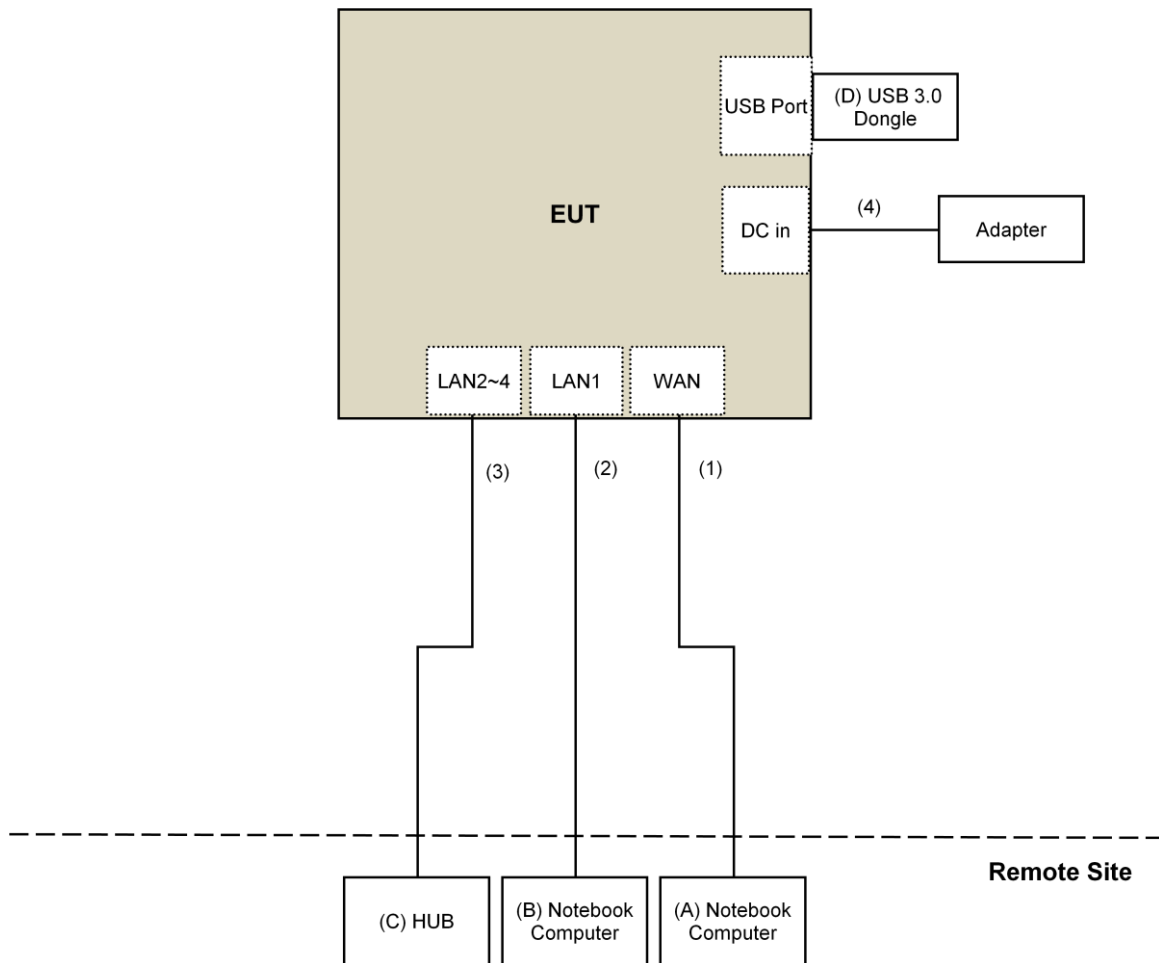 USB Port
(D) USB 3.0
Dongle
EUT
DC in
(4)
Adapter
LAN2~4
LAN1
WAN
(3)
(2)
(1)
Remote Site
(C) HUB
(B) Notebook
Computer
(A) Notebook
Computer